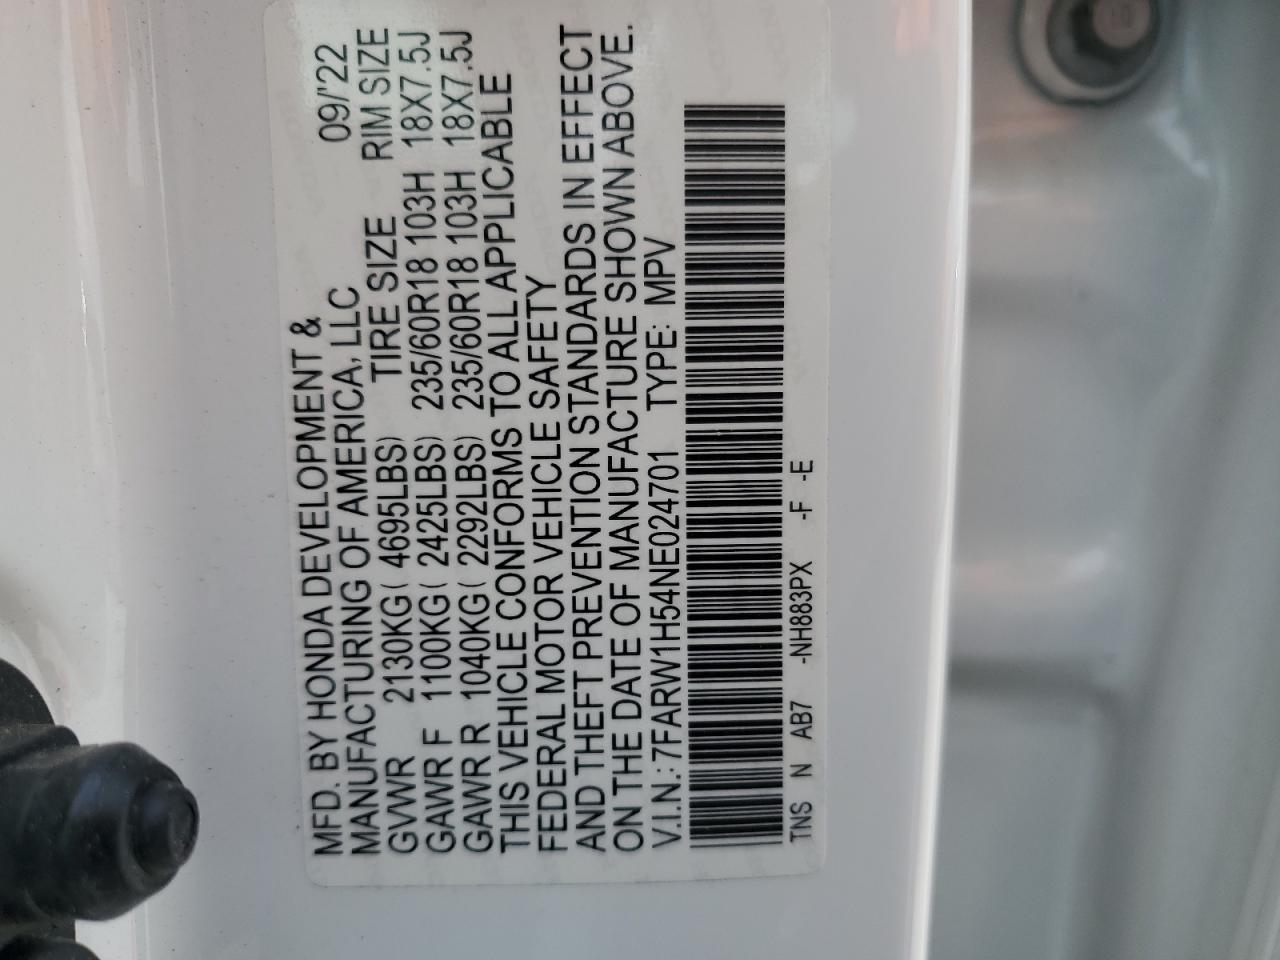 MFD. BY HONDA DEVELOPMENT &
MANUFACTURING OF AMERICA, LLC 09/'22
GVWR 2130KG ( 4695LBS) TIRE SIZE RIM SIZE
GAWR F 1100KG ( 2425LBS) 235/60R18 103H 18X7.5J
GAWR R 1040KG ( 2292LBS) 235/60R18 103H 18X7.5J
THIS VEHICLE CONFORMS TO ALL APPLICABLE
FEDERAL MOTOR VEHICLE SAFETY
AND THEFT PREVENTION STANDARDS IN EFFECT
ON THE DATE OF MANUFACTURE SHOWN ABOVE.
V.I.N.: 7FARW1H54NE024701 TYPE: MPV
TNS N AB7 -NH883PX -F -E